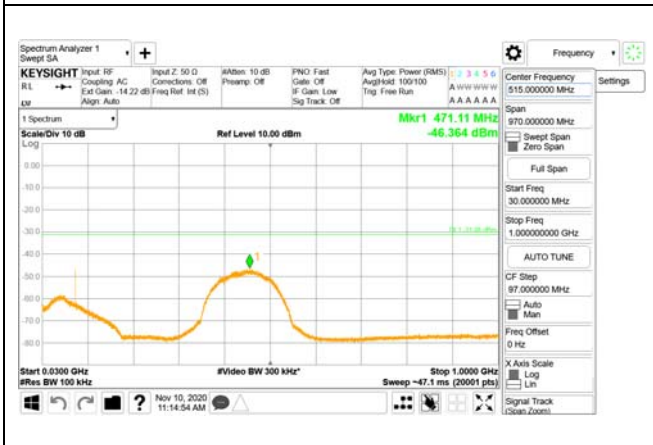 Spectrum Analyzer 1
Swept SA
+
Frequency
KEYSIGHT
RL
Input: RF
Coupling: AC
Ext Gain: -14.22 dB
Align: Auto
Input Z: 50 Ω
Corrections: Off
Freq Ref: Int (S)
#Atten: 10 dB
Preamp: Off
PNO: Fast
Gate: Off
IF Gain: Low
Sig Track: Off
Avg Type: Power (RMS)
Avg|Hold: 100/100
Trig: Free Run
1 2 3 4 5 6
A W W W W W
A A A A A A
1 Spectrum
Scale/Div 10 dB
Log
Ref Level 10.00 dBm
Mkr1 471.11 MHz
-46.364 dBm
0.00
-10.0
-20.0
-30.0
-40.0
-50.0
-60.0
-70.0
-80.0
1
Start 0.0300 GHz
#Res BW 100 kHz
#Video BW 300 kHz*
Stop 1.0000 GHz
Sweep ~47.1 ms (20001 pts)
Nov 10, 2020
11:14:54 AM
?
Center Frequency
515.000000 MHz
Settings
Span
970.000000 MHz
Swept Span
Zero Span
Full Span
Start Freq
30.000000 MHz
Stop Freq
1.000000000 GHz
AUTO TUNE
CF Step
97.000000 MHz
Auto
Man
Freq Offset
0 Hz
X Axis Scale
Log
Lin
Signal Track
(Span Zoom)